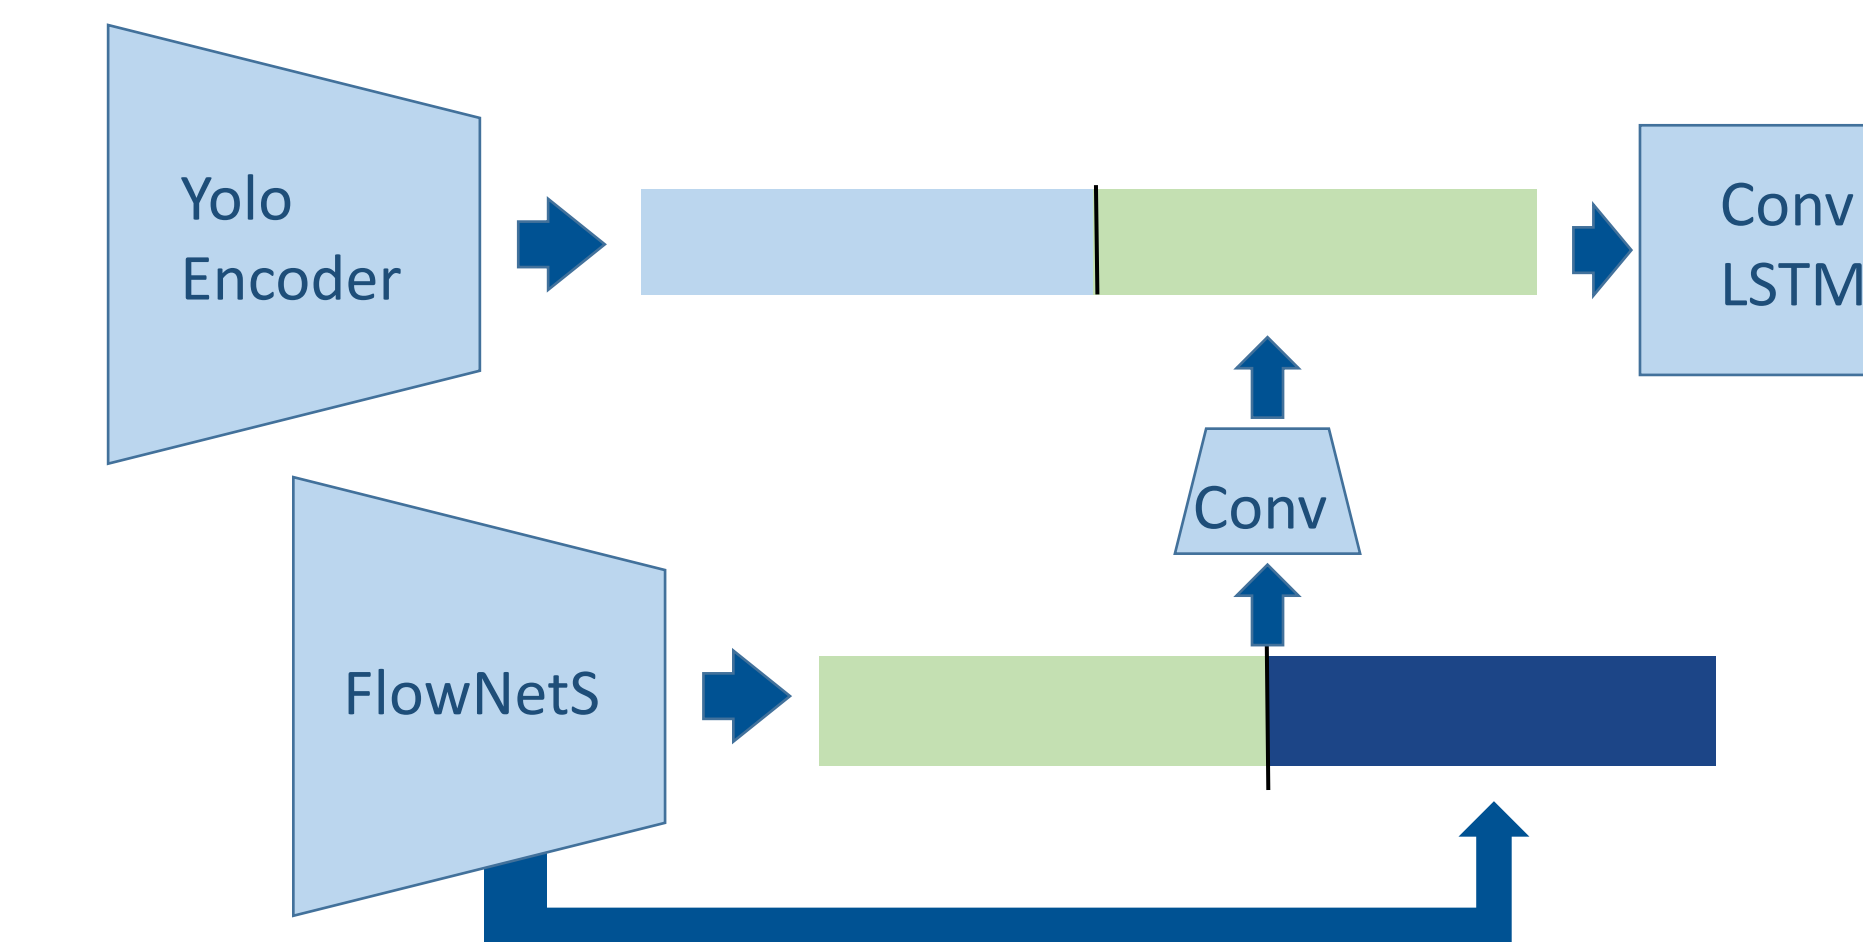 Yolo
Encoder
Conv
LSTM
Conv
FlowNetS